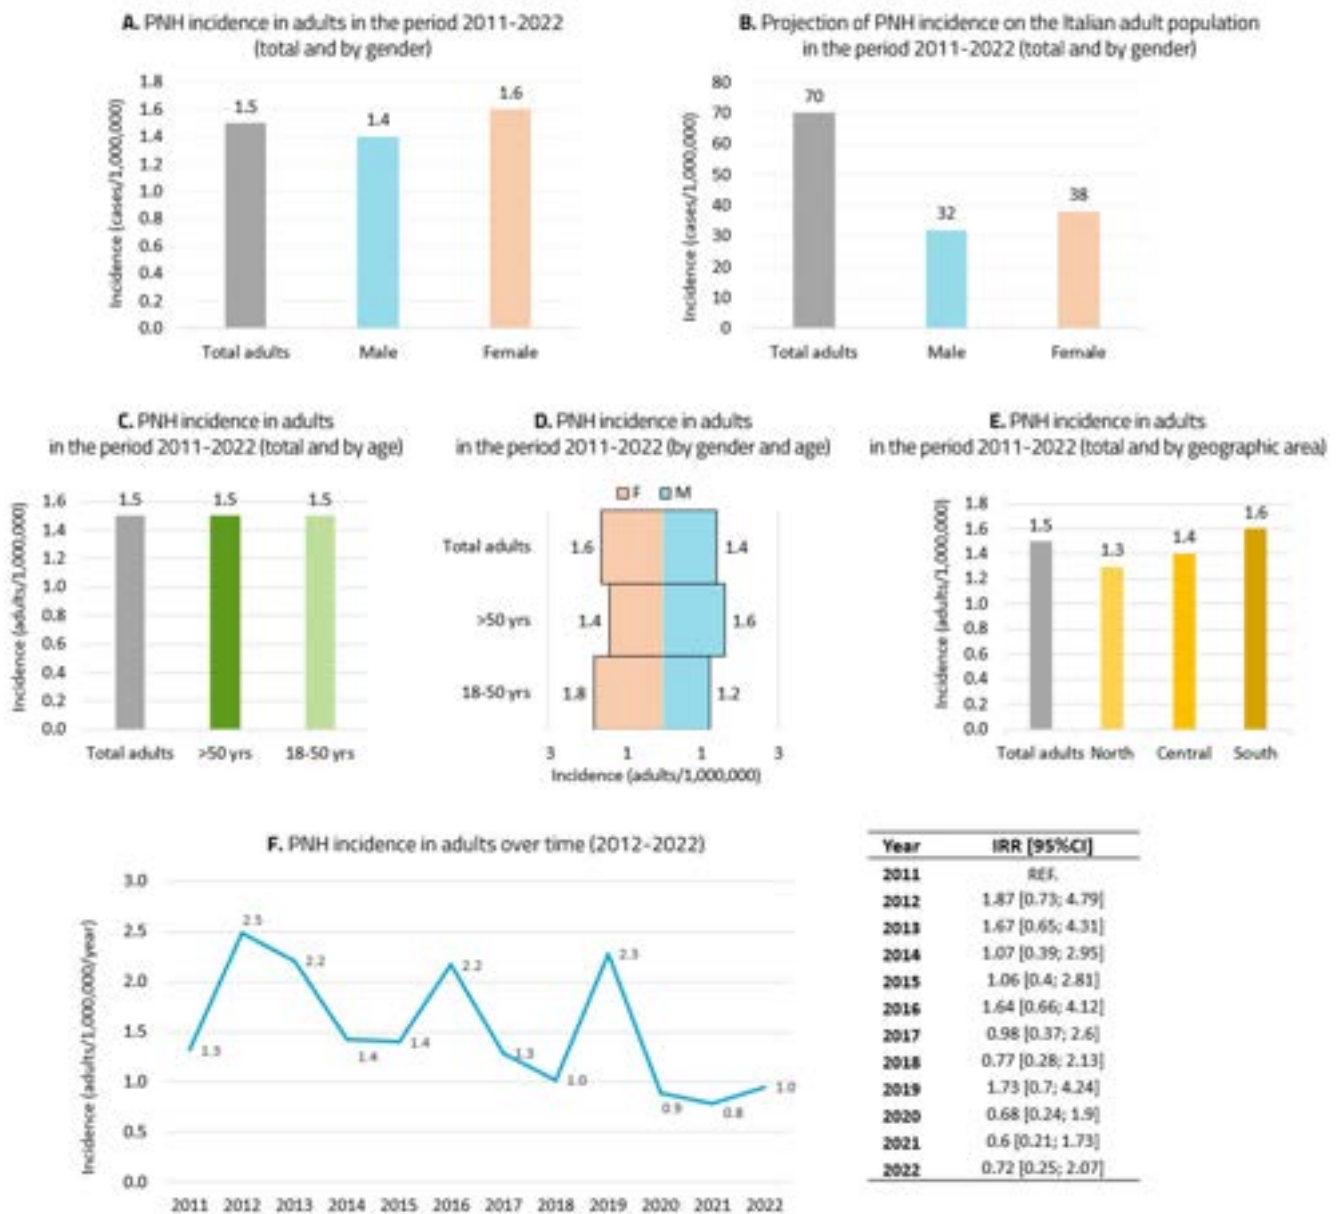 A. PNH incidence in adults in the period 2011-2022
(total and by gender)
Incidence (cases/1,000,000)
1.8
1.6
1.4
1.2
1.0
0.8
0.6
0.4
0.2
0.0
1.5
1.4
1.6
Total adults Male Female
B. Projection of PNH incidence on the Italian adult population
in the period 2011-2022 (total and by gender)
Incidence (cases/1,000,000)
80
70
60
50
40
30
20
10
0
70
32
38
Total adults Male Female
C. PNH incidence in adults
in the period 2011-2022 (total and by age)
Incidence (adults/1,000,000)
1.6
1.4
1.2
1.0
0.8
0.6
0.4
0.2
0.0
1.5 1.5 1.5
Total adults >50 yrs 18-50 yrs
D. PNH incidence in adults
in the period 2011-2022 (by gender and age)
F M
Total adults 1.6 1.4
>50 yrs 1.4 1.6
18-50 yrs 1.8 1.2
3 1 1 3
Incidence (adults/1,000,000)
E. PNH incidence in adults
in the period 2011-2022 (total and by geographic area)
Incidence (adults/1,000,000)
1.8
1.6
1.4
1.2
1.0
0.8
0.6
0.4
0.2
0.0
1.5
1.3
1.4
1.6
Total adults North Central South
F. PNH incidence in adults over time (2012-2022)
Incidence (adults/1,000,000/year)
3.0
2.5
2.0
1.5
1.0
0.5
0.0
1.3
2.5
2.2
1.4
1.4
2.2
1.3
1.0
2.3
0.9
0.8
1.0
2011 2012 2013 2014 2015 2016 2017 2018 2019 2020 2021 2022
Year IRR [95%CI]
2011 REF.
2012 1.87 [0.73; 4.79]
2013 1.67 [0.65; 4.31]
2014 1.07 [0.39; 2.95]
2015 1.06 [0.4; 2.81]
2016 1.64 [0.66; 4.12]
2017 0.98 [0.37; 2.6]
2018 0.77 [0.28; 2.13]
2019 1.73 [0.7; 4.24]
2020 0.68 [0.24; 1.9]
2021 0.6 [0.21; 1.73]
2022 0.72 [0.25; 2.07]